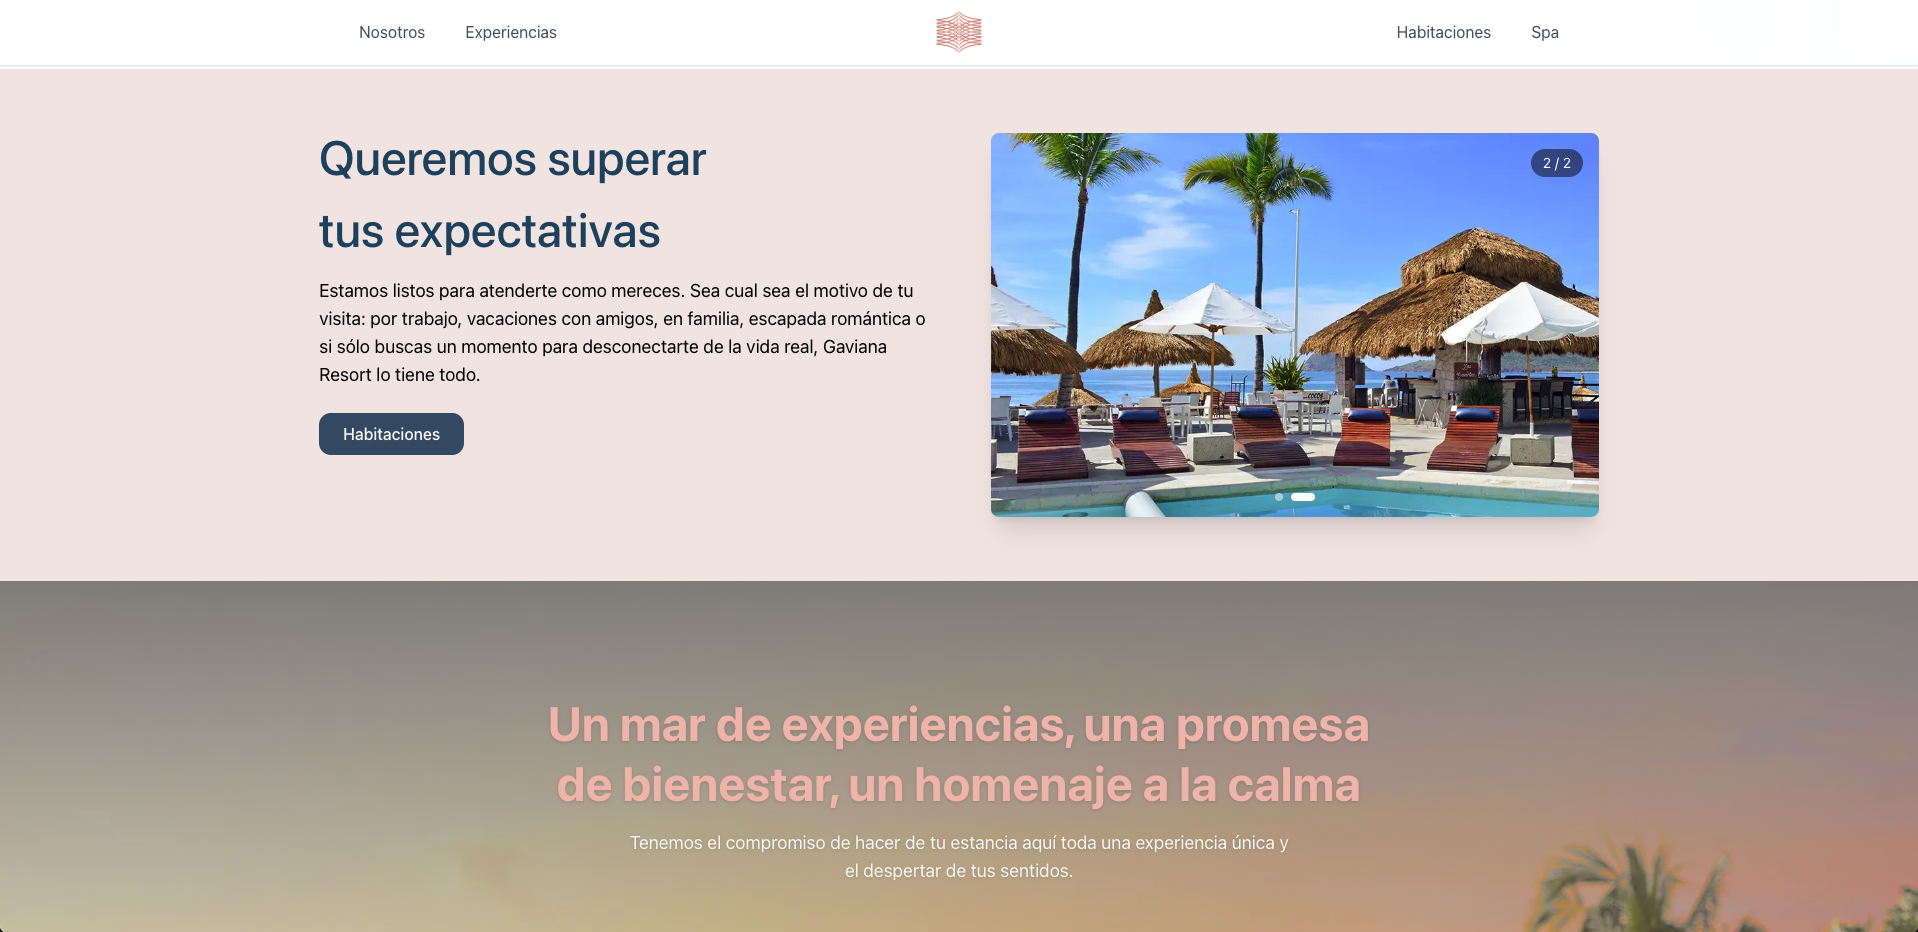 Nosotros
Experiencias
Habitaciones
Spa
Queremos superar
tus expectativas
Estamos listos para atenderte como mereces. Sea cual sea el motivo de tu
visita: por trabajo, vacaciones con amigos, en familia, escapada romántica o
si sólo buscas un momento para desconectarte de la vida real, Gaviana
Resort lo tiene todo.
Habitaciones
2 / 2
Un mar de experiencias, una promesa
de bienestar, un homenaje a la calma
Tenemos el compromiso de hacer de tu estancia aquí toda una experiencia única y
el despertar de tus sentidos.